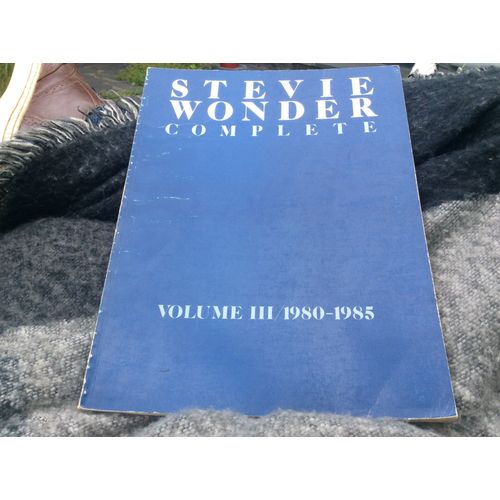 STEVIE
WONDER
COMPLETE
VOLUME III/1980-1985